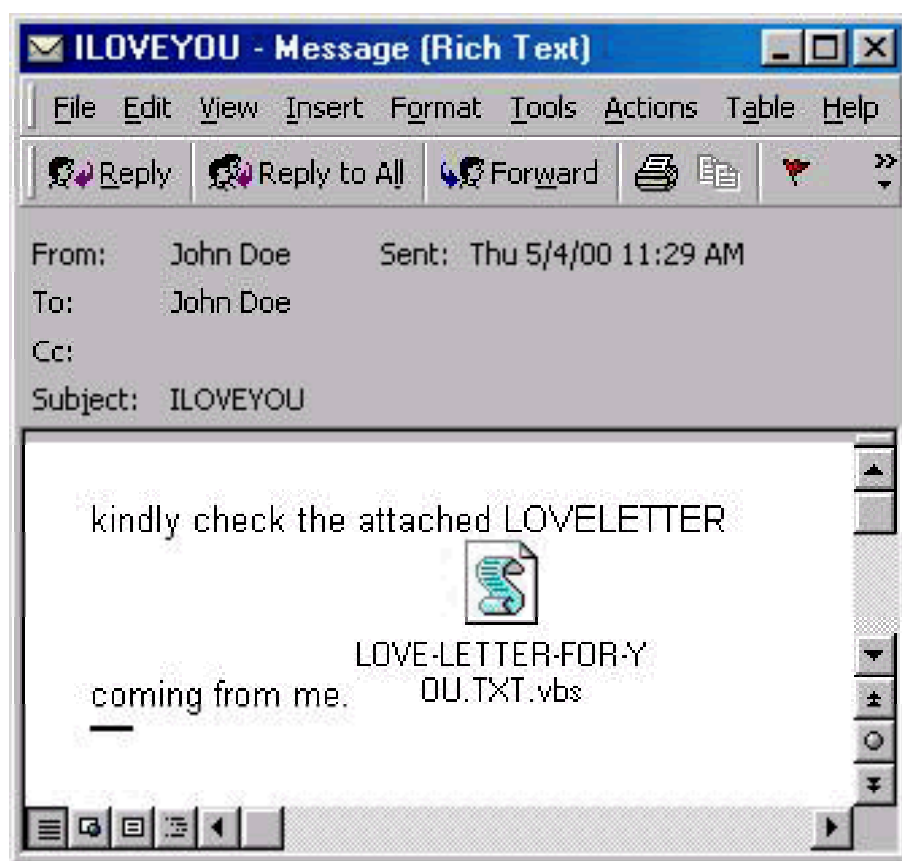 ILOVEYOU - Message (Rich Text)
File Edit View Insert Format Tools Actions Table Help
Reply Reply to All Forward
From: John Doe Sent: Thu 5/4/00 11:29 AM
To: John Doe
Cc:
Subject: ILOVEYOU
kindly check the attached LOVELETTER
LOVE-LETTER-FOR-Y
OU.TXT.vbs
coming from me.